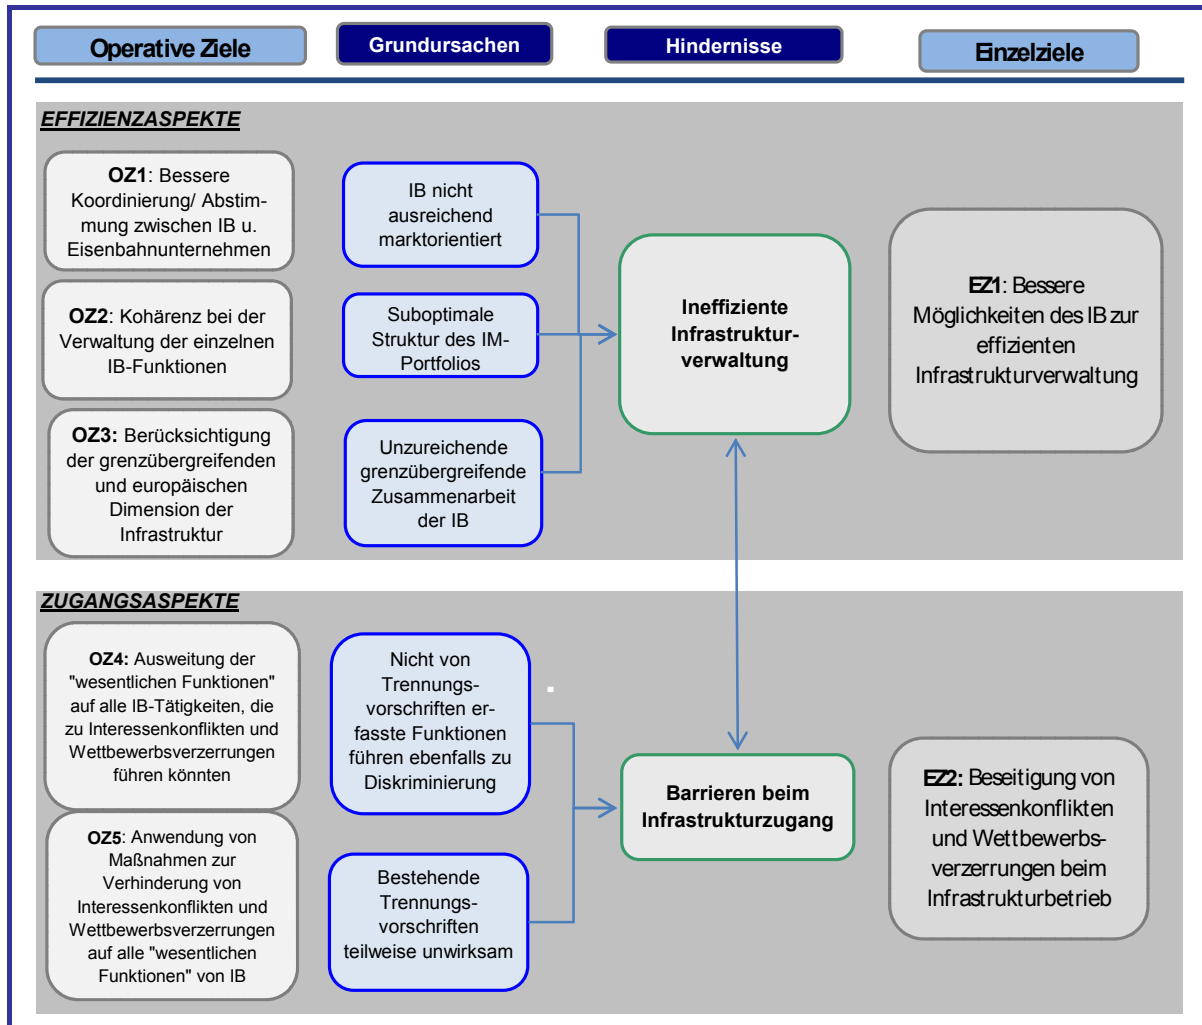 Operative Ziele
Grundursachen
Hindernisse
Einzelziele
EFFIZIENZASPEKTE
OZ1: Bessere
Koordinierung/ Abstim-
mung zwischen IB u.
Eisenbahnunternehmen
IB nicht
ausreichend
marktorientiert
OZ2: Kohärenz bei der
Verwaltung der einzelnen
IB-Funktionen
Suboptimale
Struktur des IM-
Portfolios
OZ3: Berücksichtigung
der grenzübergreifenden
und europäischen
Dimension der
Infrastruktur
Unzureichende
grenzübergreifende
Zusammenarbeit
der IB
Ineffiziente
Infrastruktur-
verwaltung
EZ1: Bessere
Möglichkeiten des IB zur
effizienten
Infrastrukturverwaltung
ZUGANGSASPEKTE
OZ4: Ausweitung der
"wesentlichen Funktionen"
auf alle IB-Tätigkeiten, die
zu Interessenkonflikten und
Wettbewerbsverzerrungen
führen könnten
Nicht von
Trennungs-
vorschriften er-
fasste Funktionen
führen ebenfalls zu
Diskriminierung
OZ5: Anwendung von
Maßnahmen zur
Verhinderung von
Interessenkonflikten und
Wettbewerbsverzerrungen
auf alle "wesentlichen
Funktionen" von IB
Bestehende
Trennungs-
vorschriften
teilweise unwirksam
Barrieren beim
Infrastrukturzugang
EZ2: Beseitigung von
Interessenkonflikten
und Wettbewerbs-
verzerrungen beim
Infrastrukturbetrieb